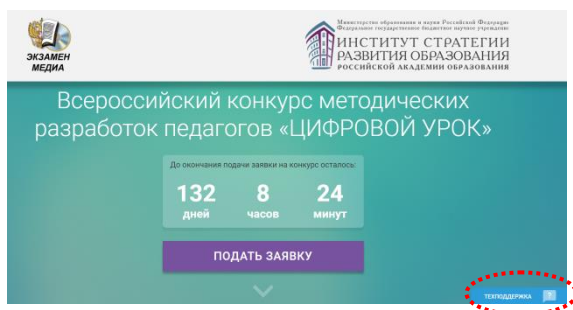 ЭКЗАМЕН
МЕДИА
Министерство образования и науки Российской Федерации
Федеральное государственное бюджетное научное учреждение
ИНСТИТУТ СТРАТЕГИИ
РАЗВИТИЯ ОБРАЗОВАНИЯ
РОССИЙСКОЙ АКАДЕМИИ ОБРАЗОВАНИЯ
Всероссийский конкурс методических
разработок педагогов «ЦИФРОВОЙ УРОК»
До окончания подачи заявки на конкурс осталось:
132 8 24
дней часов минут
ПОДАТЬ ЗАЯВКУ
ТЕХПОДДЕРЖКА ?